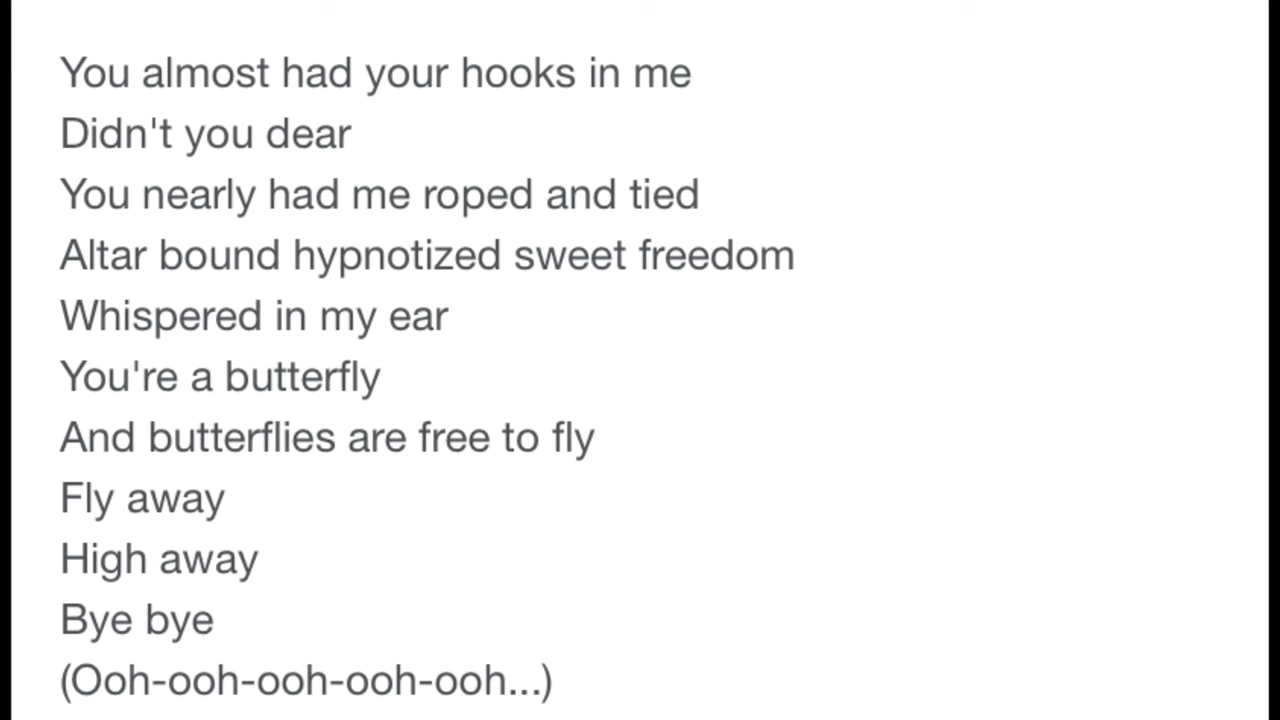 You almost had your hooks in me
Didn't you dear
You nearly had me roped and tied
Altar bound hypnotized sweet freedom
Whispered in my ear
You're a butterfly
And butterflies are free to fly
Fly away
High away
Bye bye
(Ooh-ooh-ooh-ooh-ooh...)